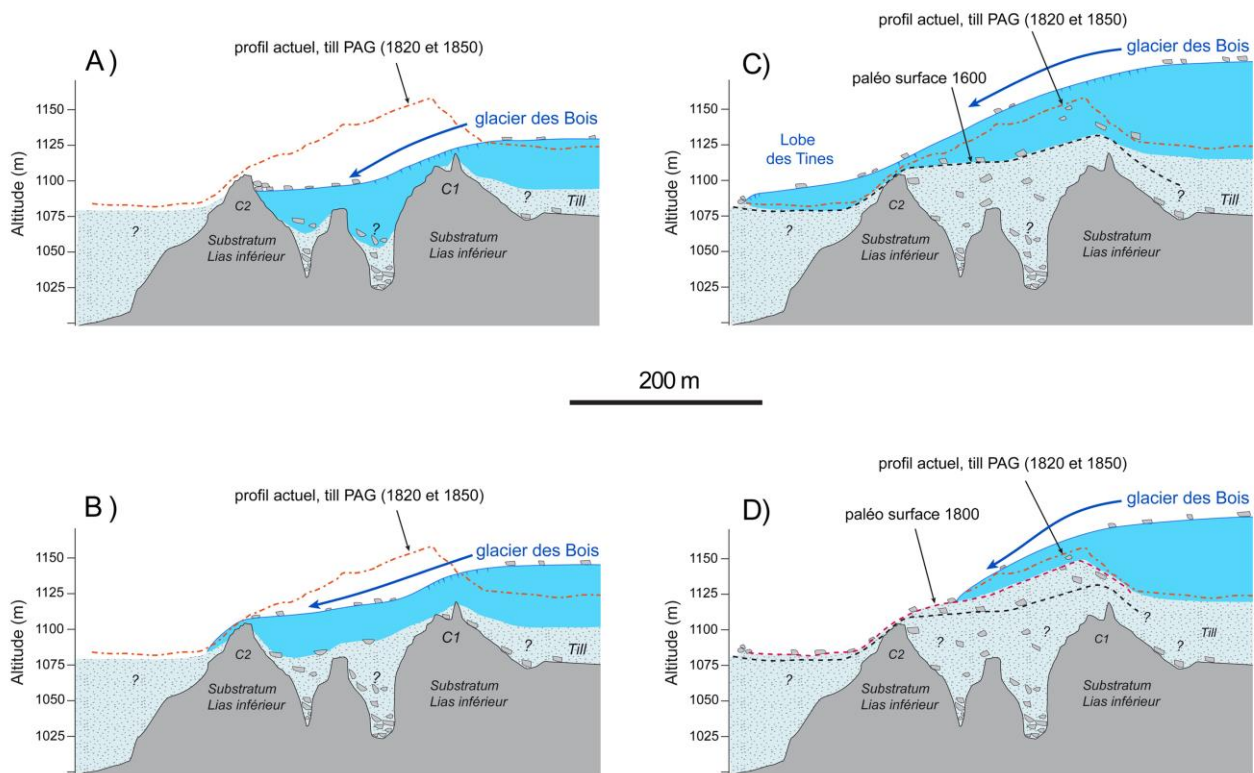 A)
profil actuel, till PAG (1820 et 1850)
glacier des Bois
Altitude (m)
1150
1125
1100
1075
1050
1025
C2
C1
?
?
?
Till
Substratum
Lias inférieur
Substratum
Lias inférieur
C)
profil actuel, till PAG (1820 et 1850)
glacier des Bois
paléo surface 1600
Lobe
des Tines
Altitude (m)
1150
1125
1100
1075
1050
1025
C2
C1
?
?
?
Till
Substratum
Lias inférieur
Substratum
Lias inférieur
200 m
B)
profil actuel, till PAG (1820 et 1850)
glacier des Bois
Altitude (m)
1150
1125
1100
1075
1050
1025
C2
C1
?
?
?
Till
Substratum
Lias inférieur
Substratum
Lias inférieur
D)
profil actuel, till PAG (1820 et 1850)
glacier des Bois
paléo surface 1800
Altitude (m)
1150
1125
1100
1075
1050
1025
C2
C1
?
?
?
?
?
Till
Substratum
Lias inférieur
Substratum
Lias inférieur